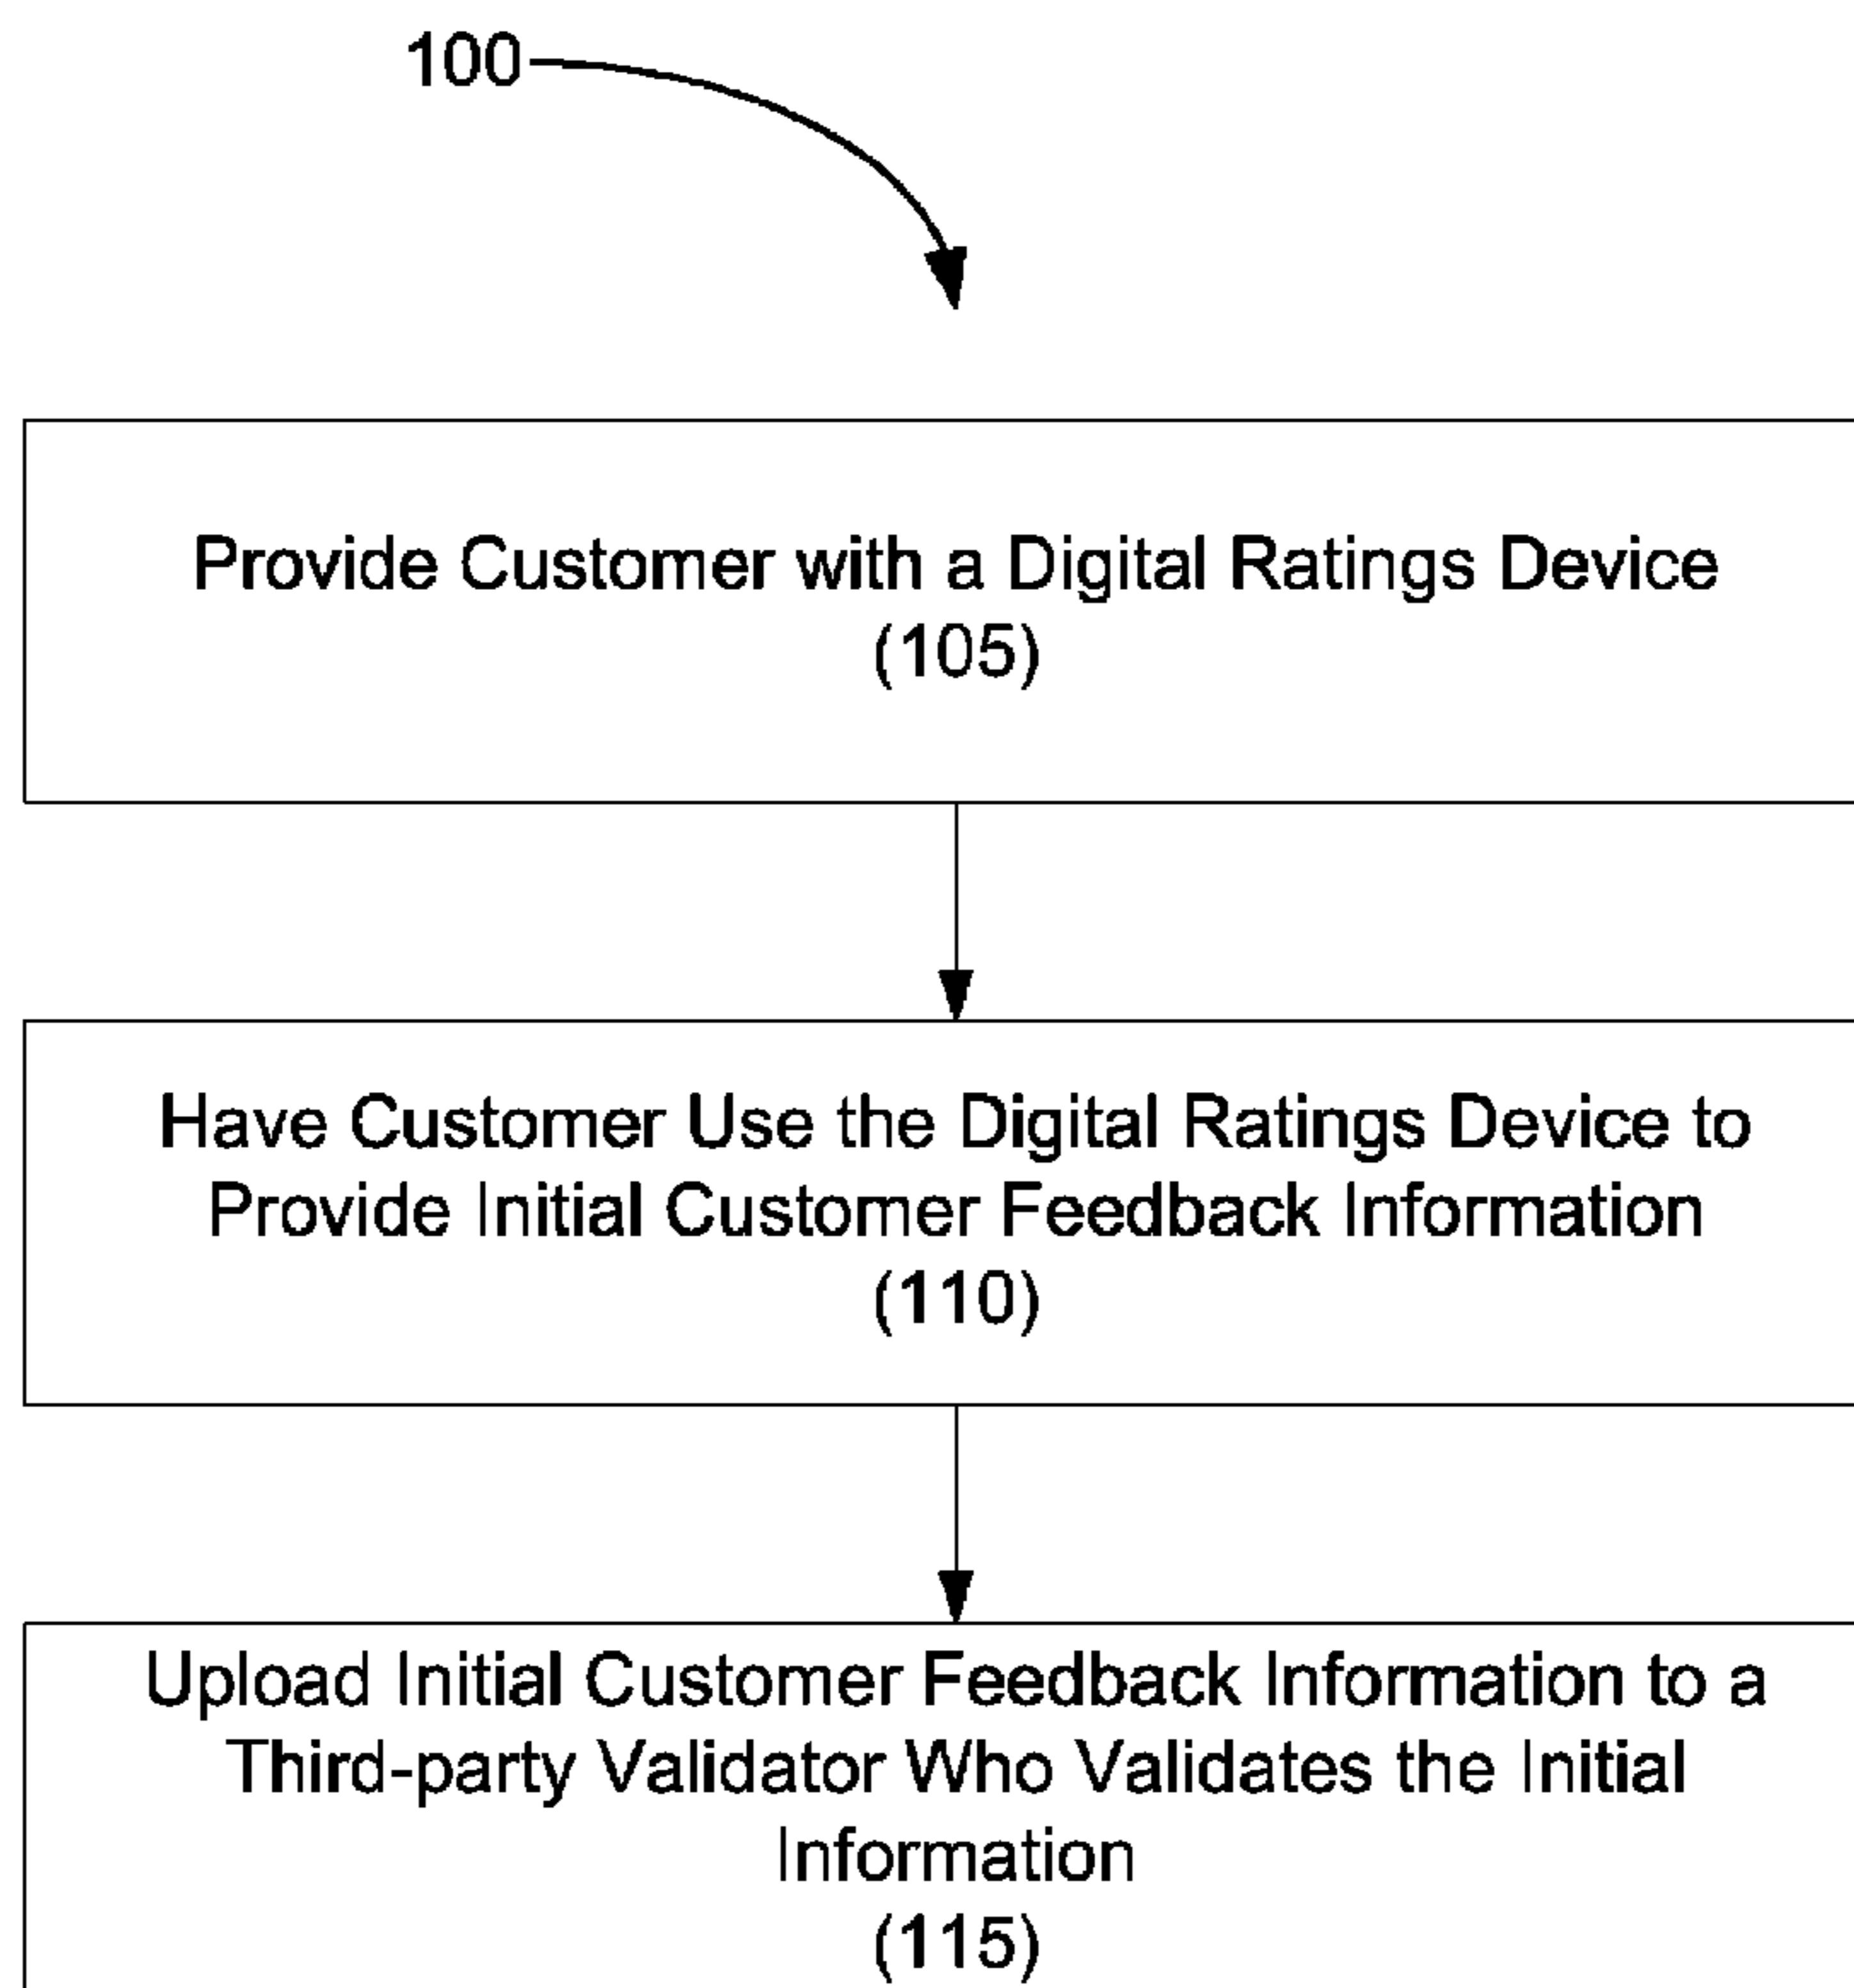 100
Provide Customer with a Digital Ratings Device
(105)
Have Customer Use the Digital Ratings Device to
Provide Initial Customer Feedback Information
(110)
Upload Initial Customer Feedback Information to a
Third-party Validator Who Validates the Initial
Information
(115)